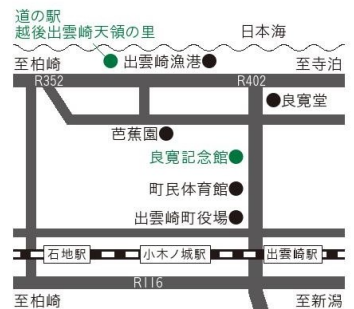 道の駅
越後出雲崎天領の里
日本海
至柏崎
出雲崎漁港
至寺泊
R352
R402
良寛堂
芭蕉園
良寛記念館
町民体育館
出雲崎町役場
石地駅
小木ノ城駅
出雲崎駅
R116
至柏崎
至新潟